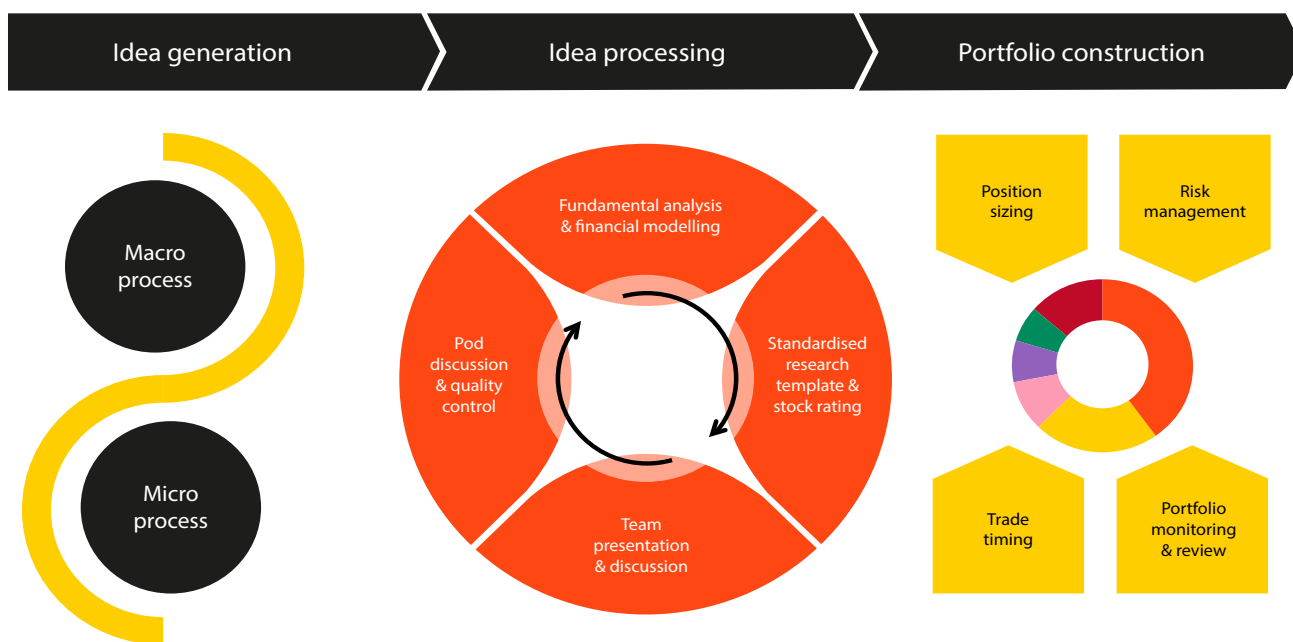 Idea generation
Idea processing
Portfolio construction
Macro
process
Micro
process
Fundamental analysis
& financial modelling
Standardised
research
template &
stock rating
Team
presentation
& discussion
Pod
discussion
& quality
control
Position
sizing
Risk
management
Trade
timing
Portfolio
monitoring
& review